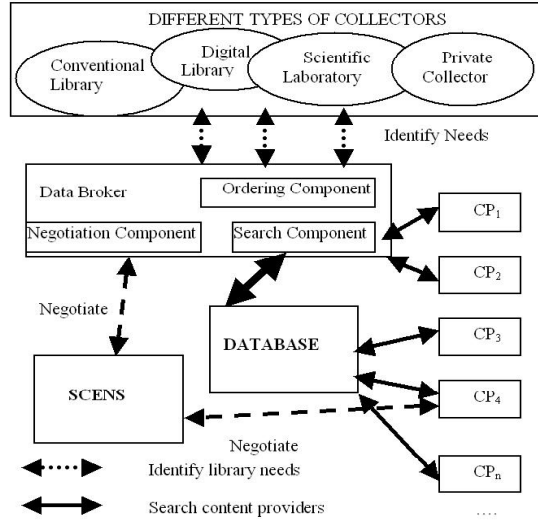 DIFFERENT TYPES OF COLLECTORS
Conventional
Library
Digital
Library
Scientific
Laboratory
Private
Collector
Identify Needs
Data Broker
Ordering Component
Negotiation Component
Search Component
CP1
CP2
Negotiate
DATABASE
CP3
SCENS
CP4
Negotiate
Identify library needs
CPn
Search content providers
....